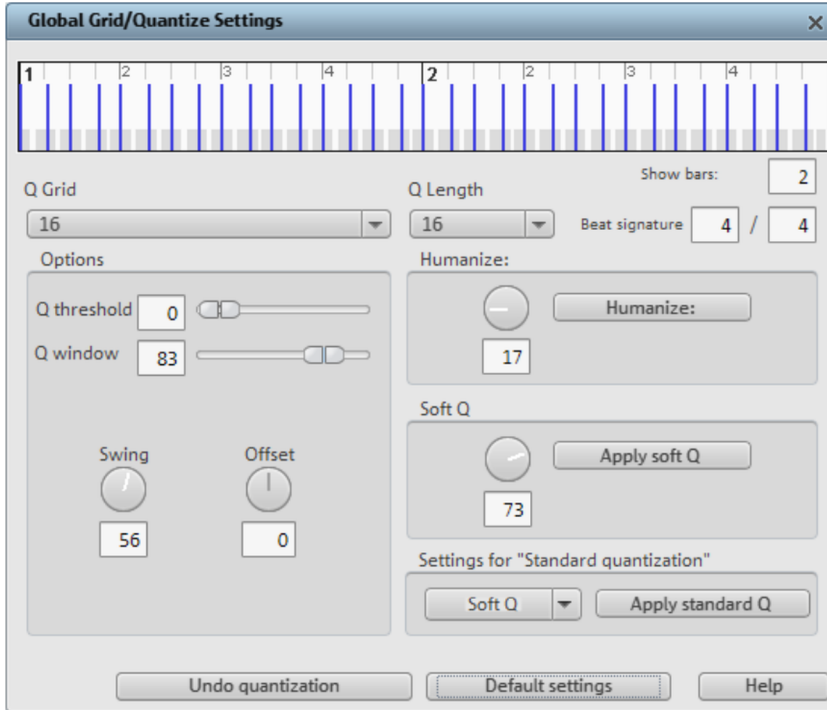 Global Grid/Quantize Settings
1 2 3 4 2 2 3 4
Show bars: 2
Q Grid
Q Length
16
16
Beat signature 4 / 4
Options
Humanize:
Q threshold 0
Humanize:
Q window 83
17
Soft Q
Swing
Offset
Apply soft Q
56
0
73
Settings for "Standard quantization"
Soft Q
Apply standard Q
Undo quantization
Default settings
Help